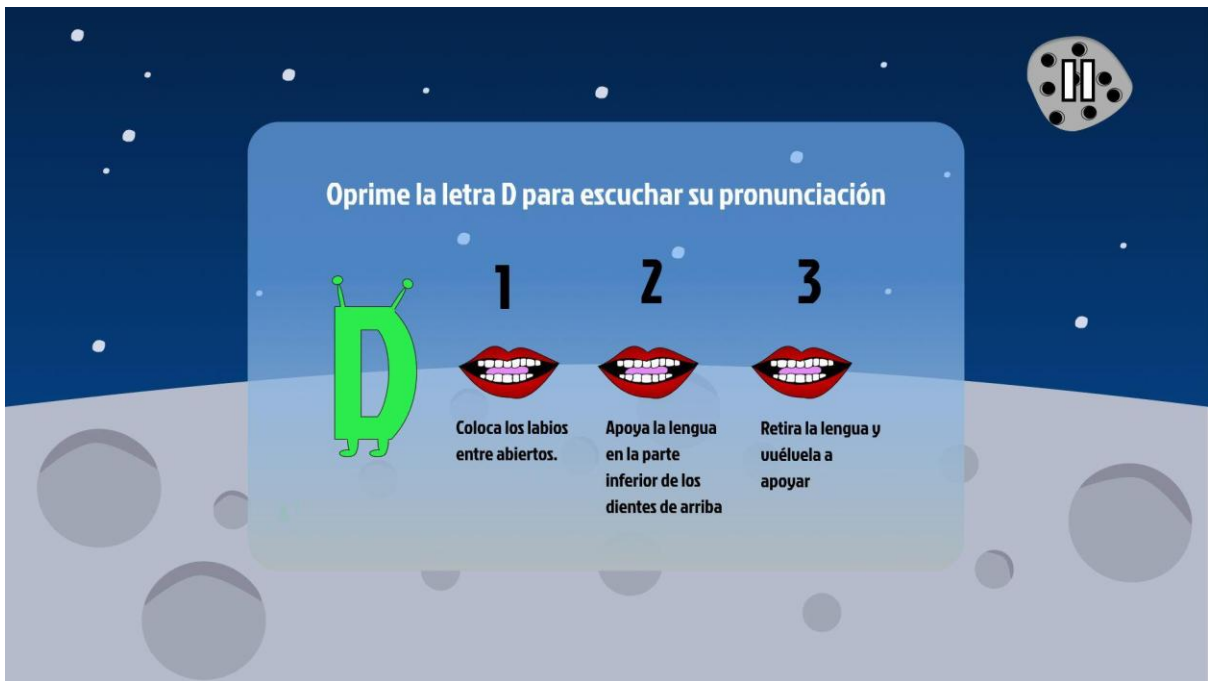 Oprime la letra D para escuchar su pronunciación
1
2
3
D
Coloca los labios
entre abiertos.
Apoya la lengua
en la parte
inferior de los
dientes de arriba
Retira la lengua y
vuélvela a
apoyar